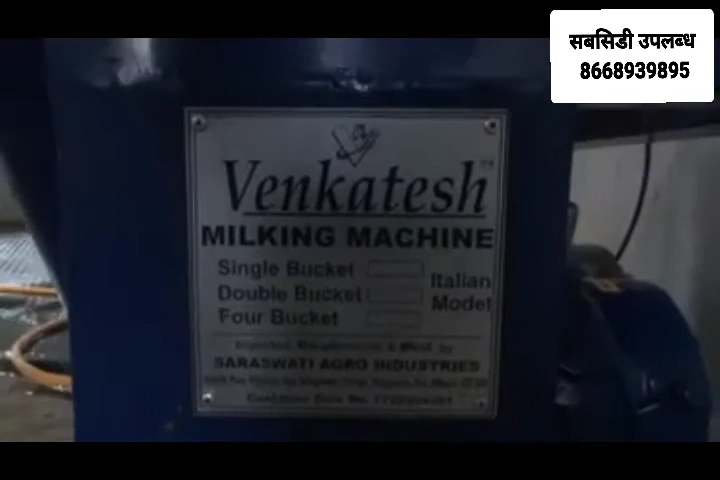 सबसिडी उपलब्ध
8668939895
Venkatesh
MILKING MACHINE
Single Bucket
Double Bucket
Four Bucket
Italian
Model
SARASWATI AGRO INDUSTRIES